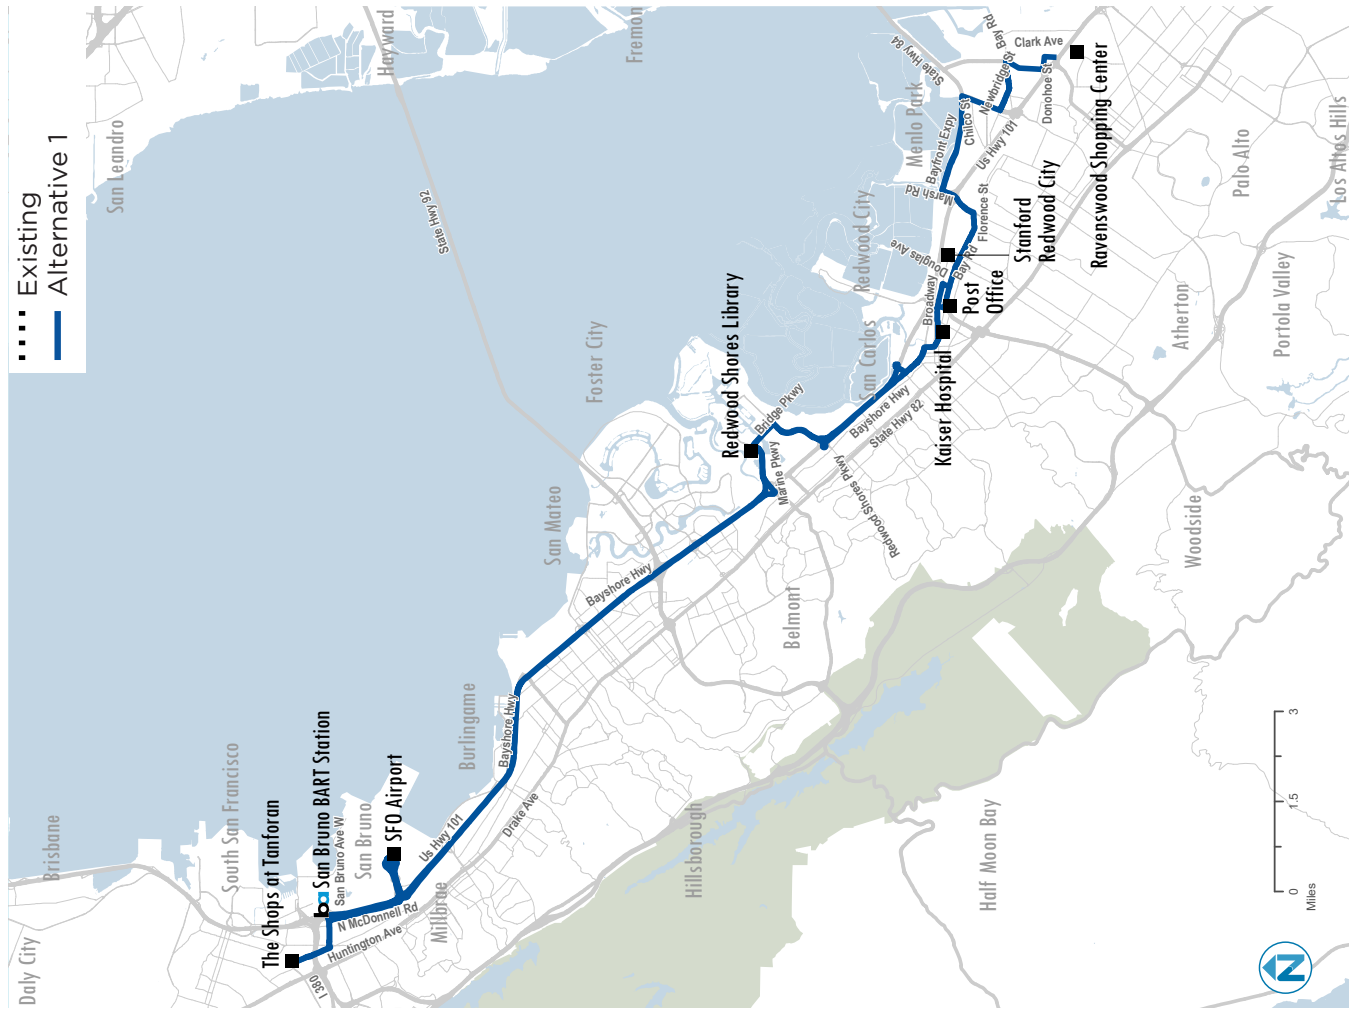 Existing
Alternative 1
Daly City
Brisbane
South San Francisco
The Shops at Tanforan
ba San Bruno BART Station
San Bruno Ave W
San Bruno
SFO Airport
N McDonnell Rd
Huntington Ave
I 380
Millbrae
Us Hwy 101
Burlingame
Bayshore Hwy
Drake Ave
Hillsborough
San Leandro
Hayward
State Hwy 92
San Mateo
Bayshore Hwy
Foster City
Fremon
Belmont
Half Moon Bay
Redwood Shores Library
Bridge Pkwy
Marine Pkwy
Redwood Shores Pkwy
San Carlos
Bayshore Hwy
State Hwy 82
Kaiser Hospital
Redwood City
Broadway
Douglas Ave
Bay Rd
Post
Office
Stanford
Redwood City
Florence St
Marsh Rd
Bayfront Expy
Menlo Park
State Hwy 84
Chilco St
Us Hwy 101
Newbridge St
Bay Rd
Clark Ave
Donohoe St
Ravenswood Shopping Center
Palo Alto
Los Altos Hills
Atherton
Portola Valley
Woodside
0
1.5
3
Miles
N